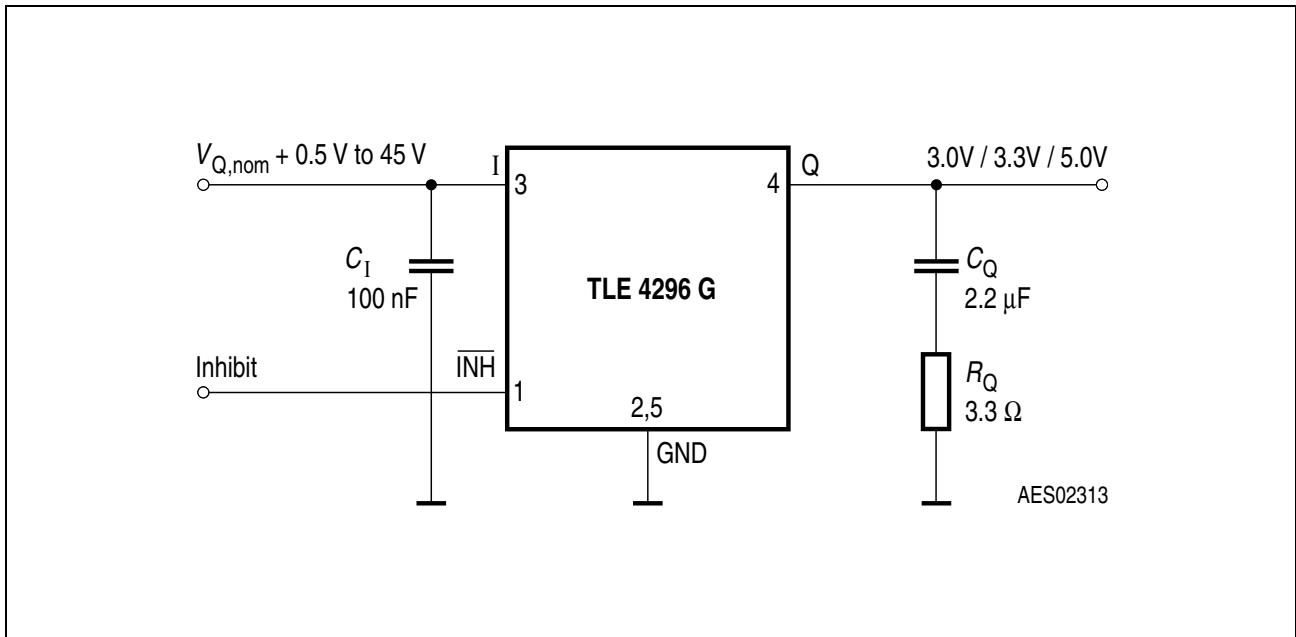 V_Q,nom + 0.5 V to 45 V
I
Q
3.0V / 3.3V / 5.0V
3
4
C_I
100 nF
TLE 4296 G
C_Q
2.2 µF
Inhibit
I̅N̅H̅
1
2,5
R_Q
3.3 Ω
GND
AES02313